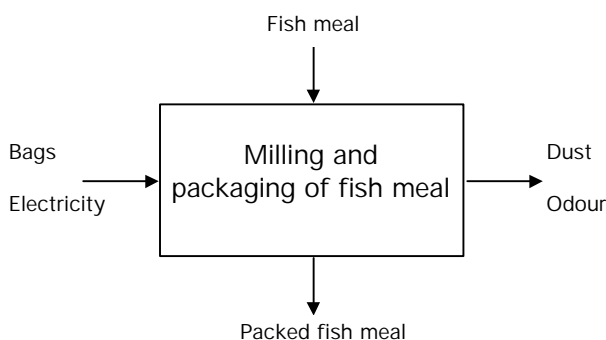 Fish meal
Bags
Electricity
Milling and
packaging of fish meal
Dust
Odour
Packed fish meal